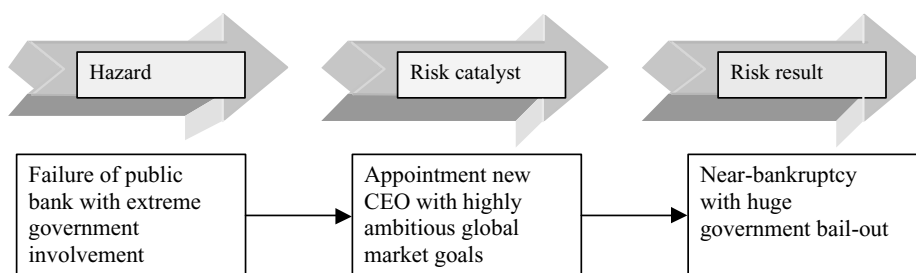 Hazard
Risk catalyst
Risk result
Failure of public
bank with extreme
government
involvement
Appointment new
CEO with highly
ambitious global
market goals
Near-bankruptcy
with huge
government bail-out